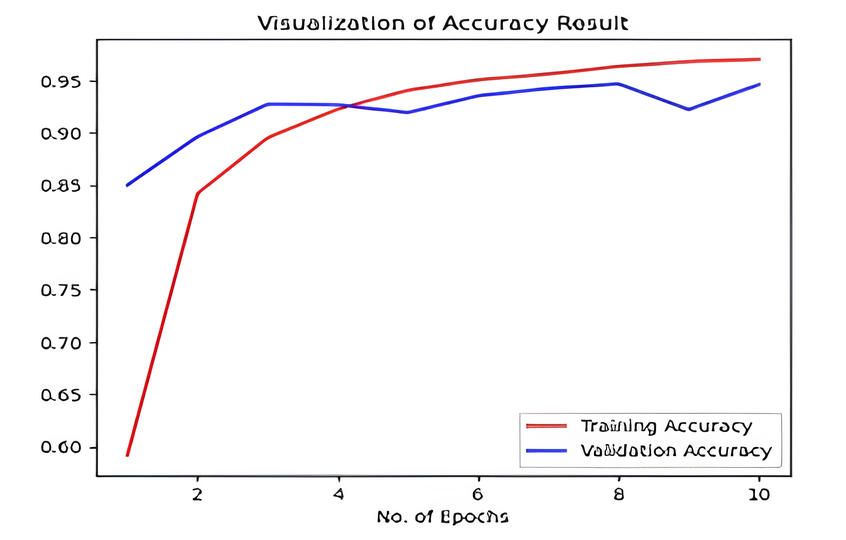 Visualization of Accuracy Result
0.95
0.90
0.85
0.80
0.75
0.70
0.65
0.60
Training Accuracy
Validation Accuracy
2 4 6 8 10
No. of Epochs